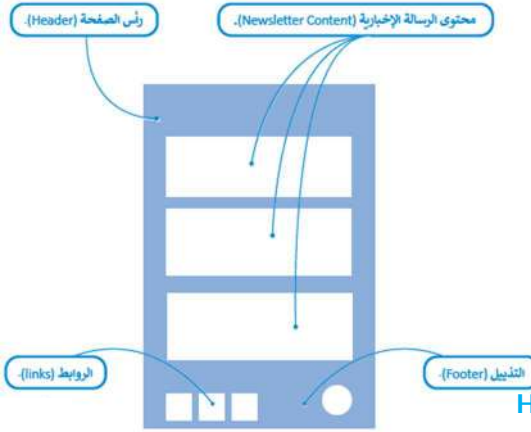 رأس الصفحة (Header).
محتوى الرسالة الإخبارية (Newsletter Content).
الروابط (links).
التذييل (Footer).
H